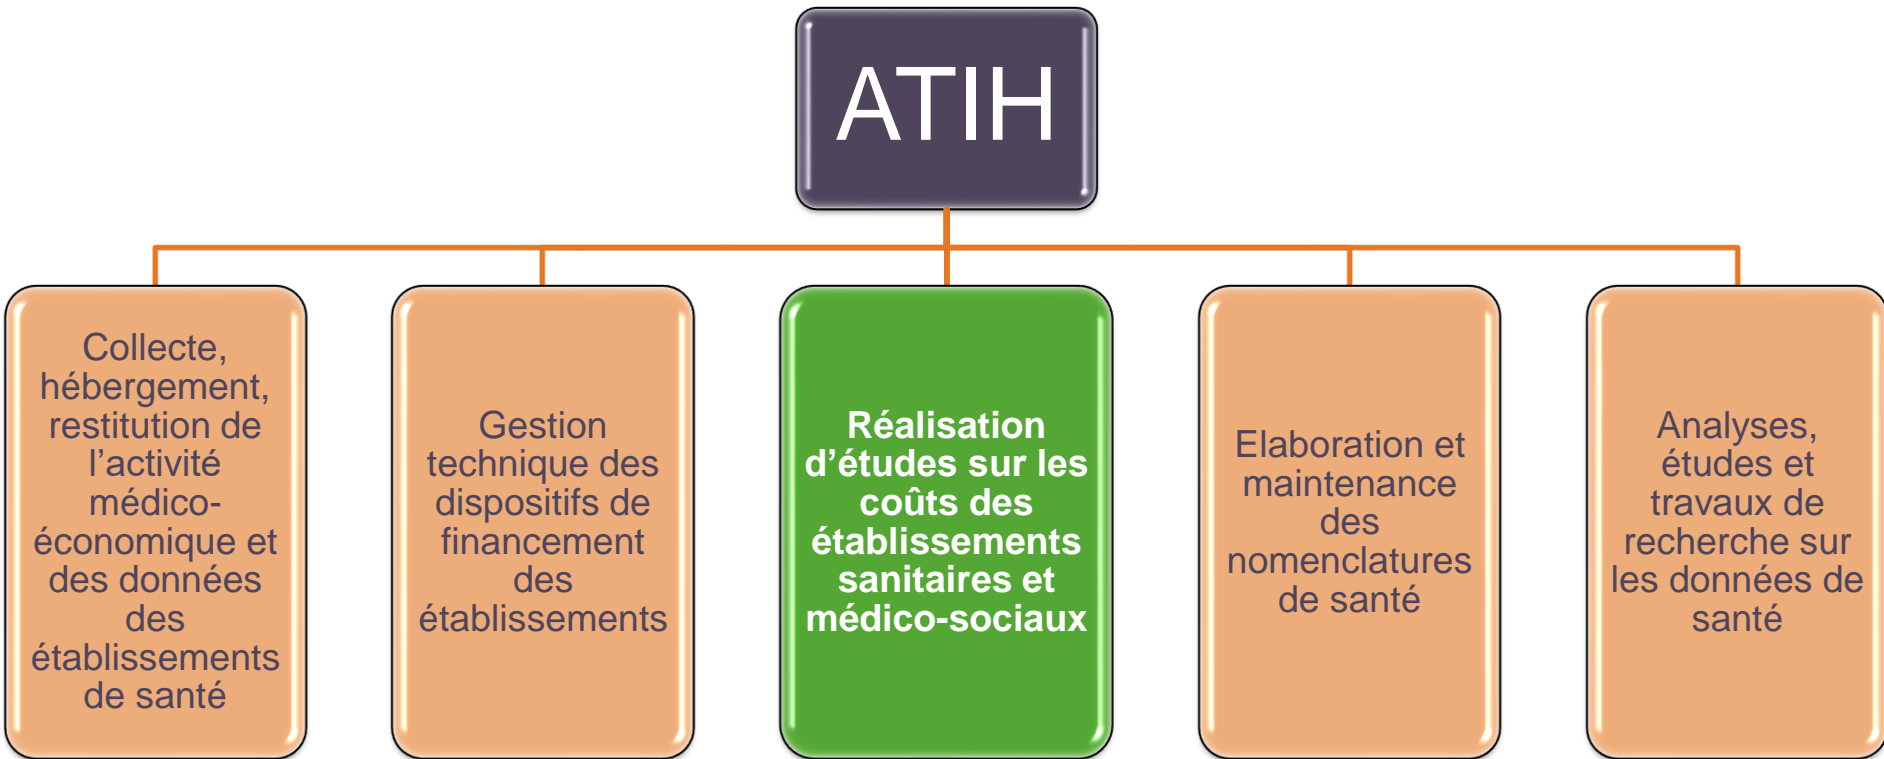 ATIH
Collecte,
hébergement,
restitution de
l’activité
médico-
économique et
des données
des
établissements
de santé
Gestion
technique des
dispositifs de
financement
des
établissements
Réalisation
d’études sur les
coûts des
établissements
sanitaires et
médico-sociaux
Elaboration et
maintenance
des
nomenclatures
de santé
Analyses,
études et
travaux de
recherche sur
les données de
santé